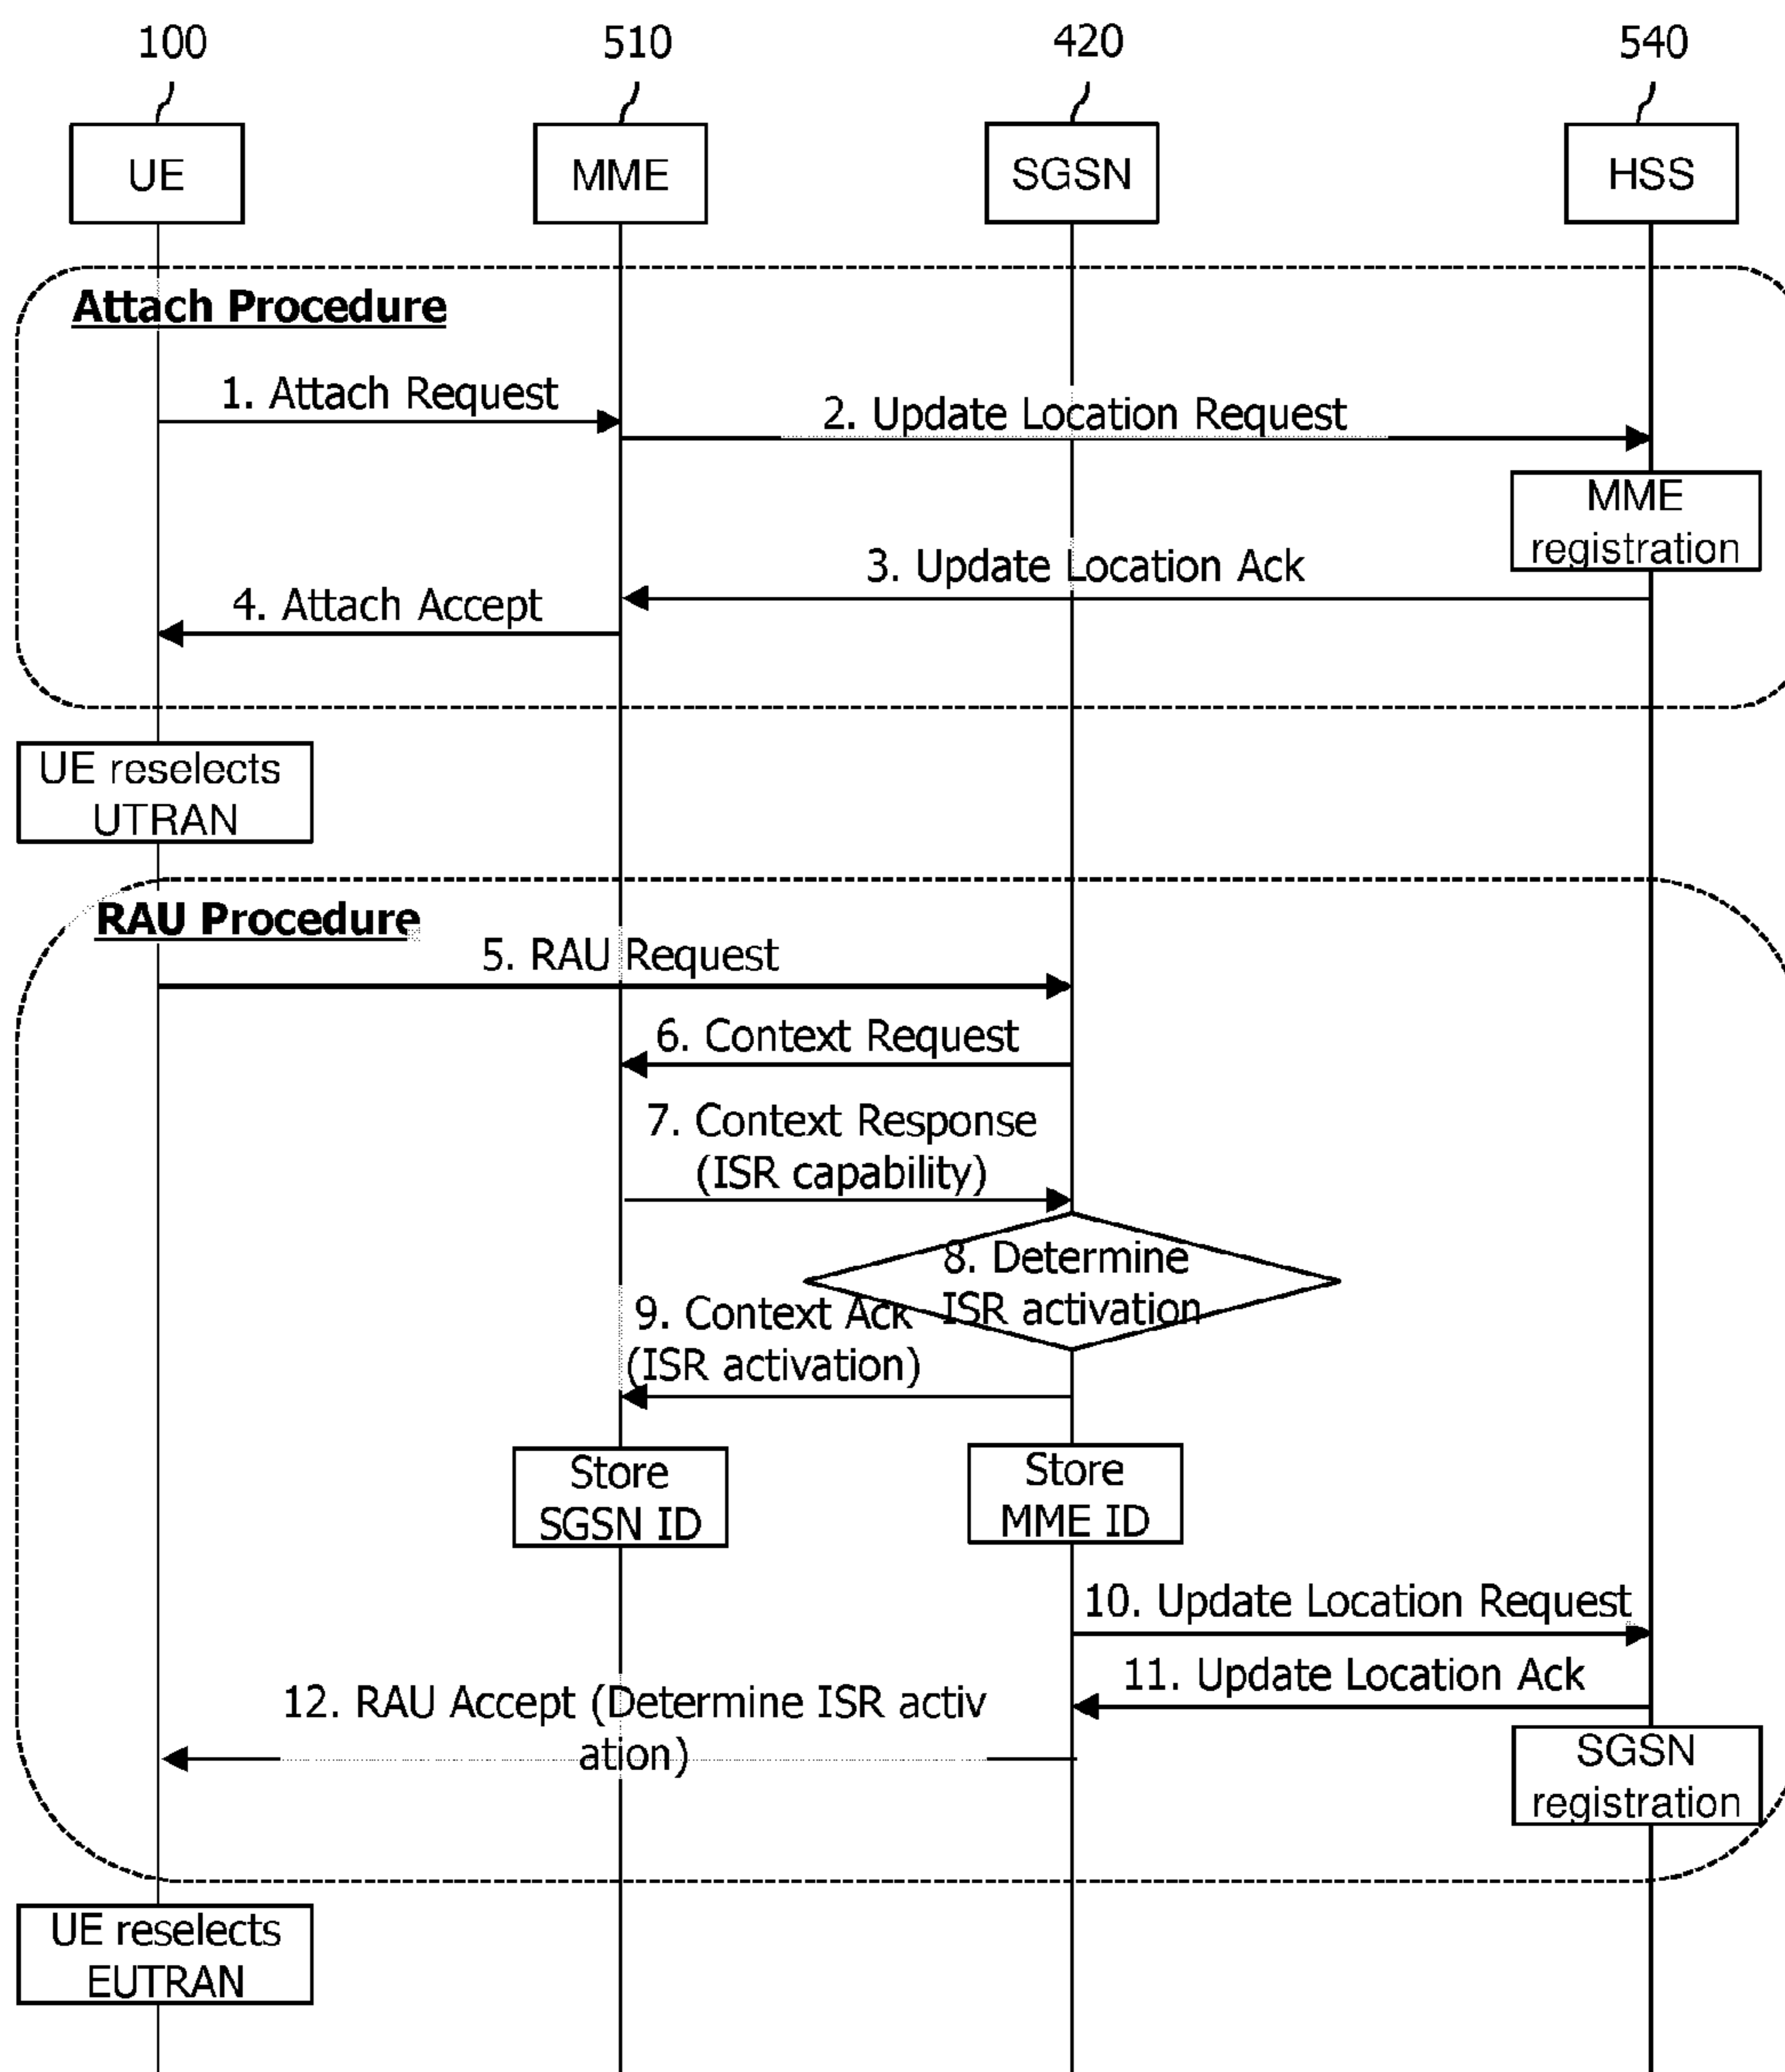 100
510
420
540
UE
MME
SGSN
HSS
Attach Procedure
1. Attach Request
2. Update Location Request
MME
registration
3. Update Location Ack
4. Attach Accept
UE reselects
UTRAN
RAU Procedure
5. RAU Request
6. Context Request
7. Context Response
(ISR capability)
8. Determine
ISR activation
9. Context Ack
(ISR activation)
Store
SGSN ID
Store
MME ID
10. Update Location Request
11. Update Location Ack
12. RAU Accept (Determine ISR activ
ation)
SGSN
registration
UE reselects
EUTRAN